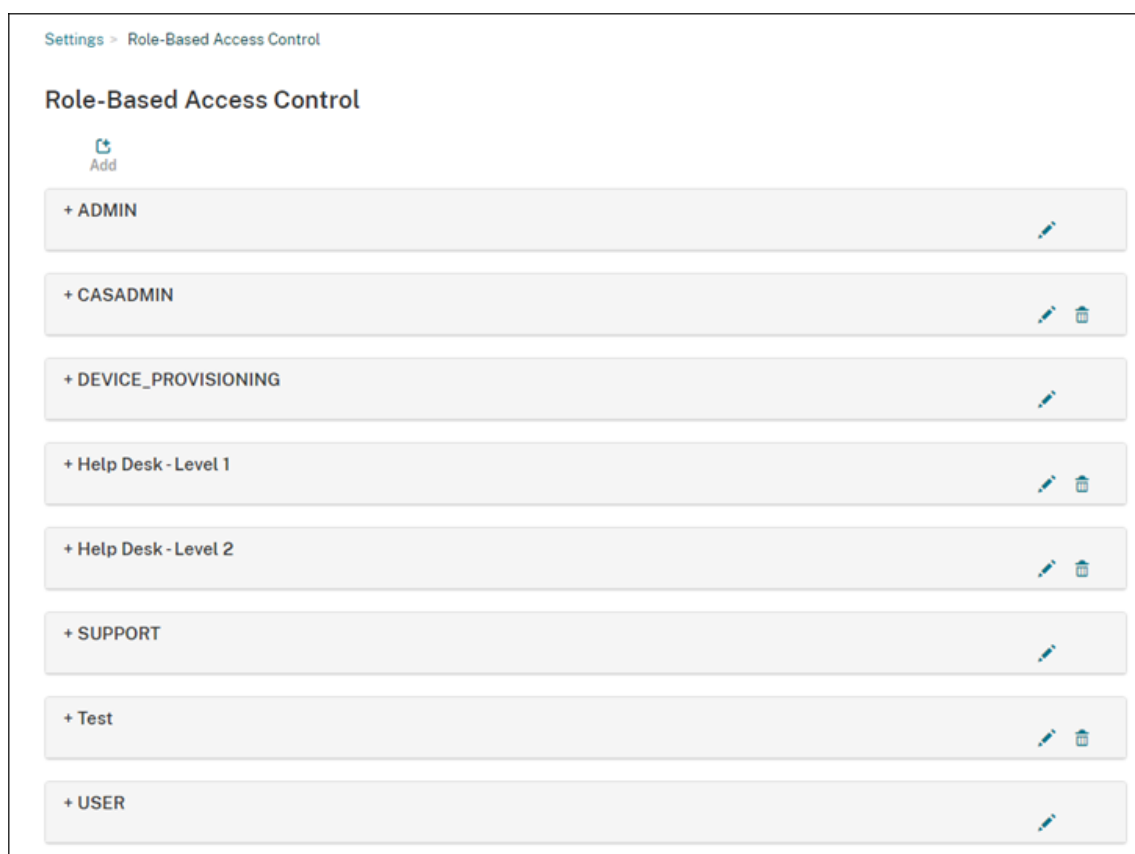 Settings > Role-Based Access Control
Role-Based Access Control
Add
+ ADMIN
+ CASADMIN
+ DEVICE_PROVISIONING
+ Help Desk - Level 1
+ Help Desk - Level 2
+ SUPPORT
+ Test
+ USER